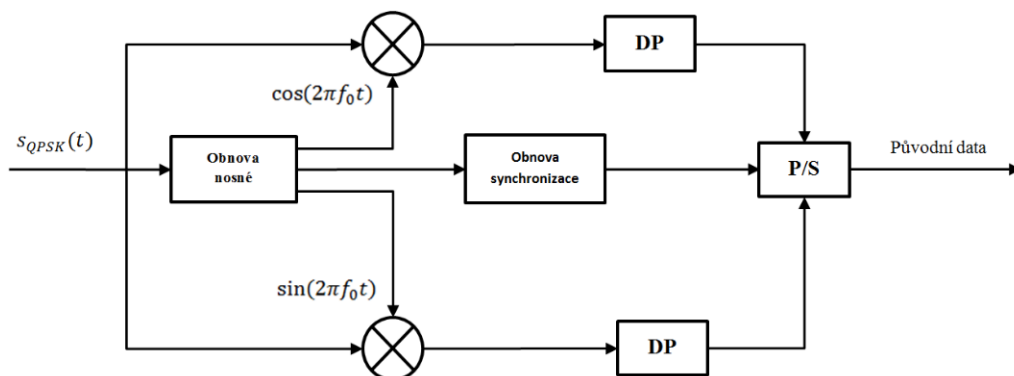 DP
cos(2πf₀t)
s_QPSK(t)
Obnova
nosné
Obnova
synchronizace
P/S
Původní data
sin(2πf₀t)
DP